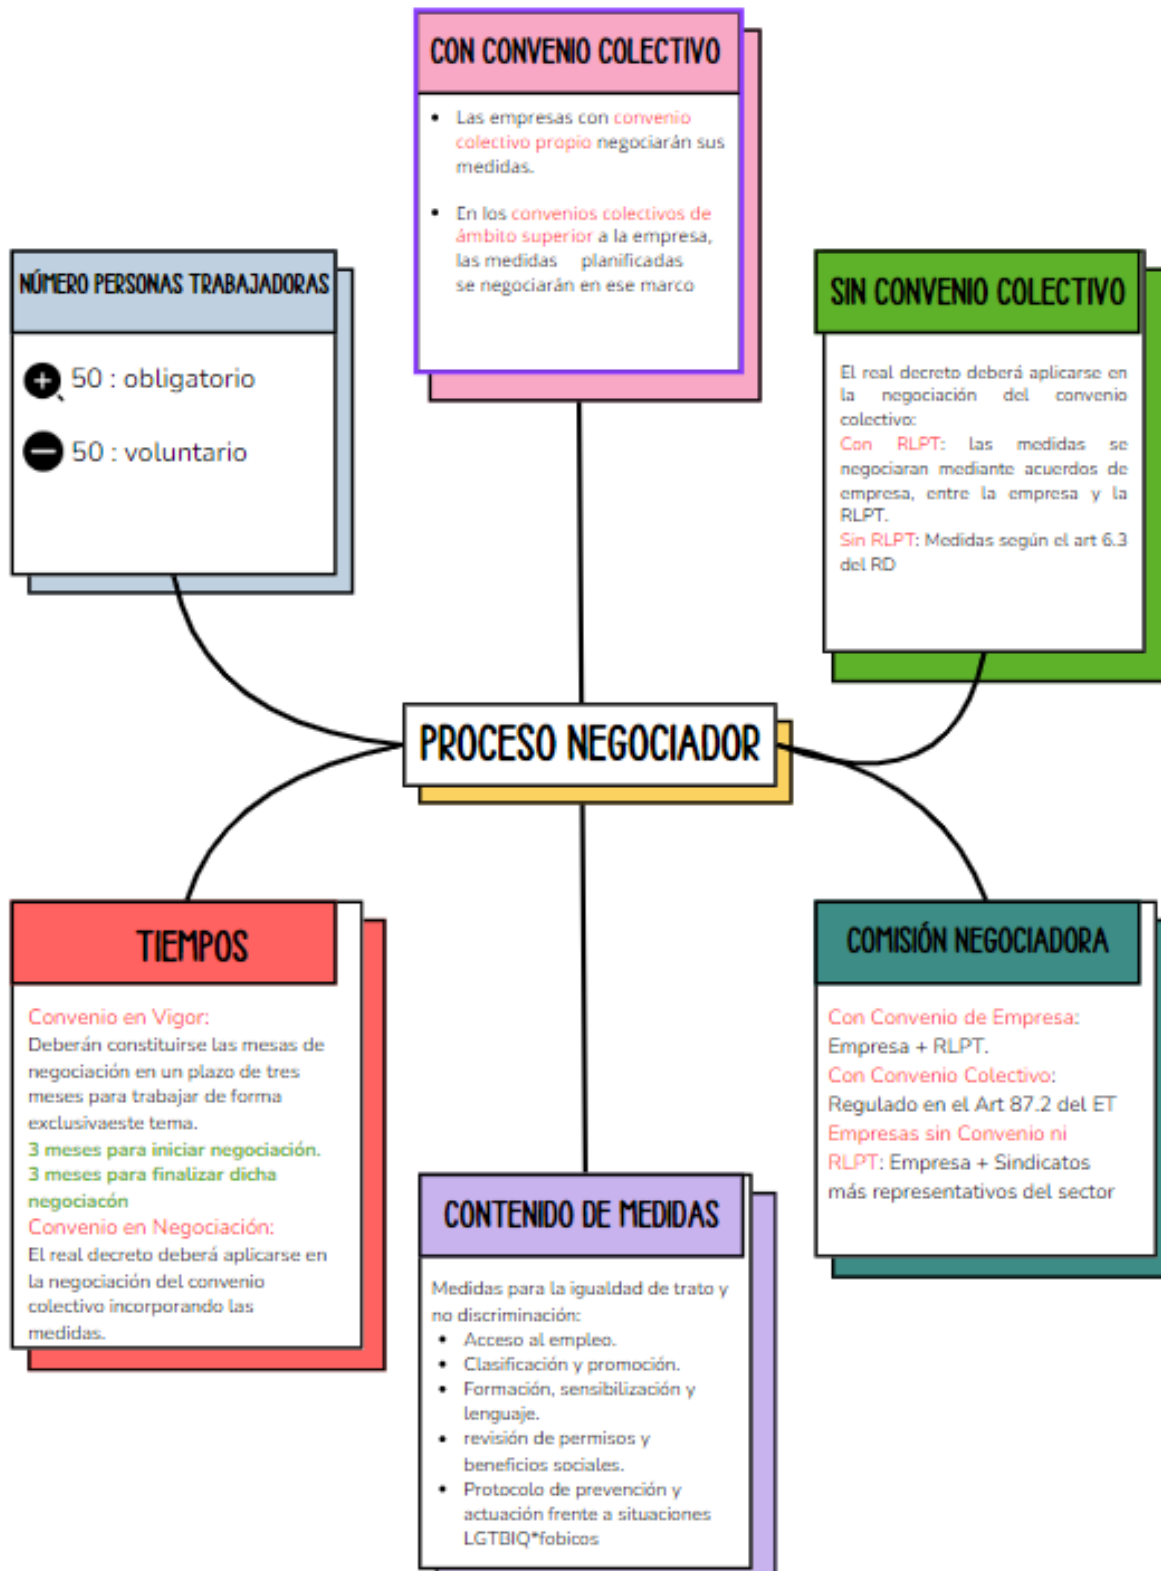 CON CONVENIO COLECTIVO
• Las empresas con convenio
colectivo propio negociarán sus
medidas.
• En los convenios colectivos de
ámbito superior a la empresa,
las medidas planificadas
se negociarán en ese marco
NÚMERO PERSONAS TRABAJADORAS
+ 50 : obligatorio
- 50 : voluntario
SIN CONVENIO COLECTIVO
El real decreto deberá aplicarse en
la negociación del convenio
colectivo:
Con RLPT: las medidas se
negociaran mediante acuerdos de
empresa, entre la empresa y la
RLPT.
Sin RLPT: Medidas según el art 6.3
del RD
PROCESO NEGOCIADOR
TIEMPOS
Convenio en Vigor:
Deberán constituirse las mesas de
negociación en un plazo de tres
meses para trabajar de forma
exclusivaeste tema.
3 meses para iniciar negociación.
3 meses para finalizar dicha
negociacón
Convenio en Negociación:
El real decreto deberá aplicarse en
la negociación del convenio
colectivo incorporando las
medidas.
COMISIÓN NEGOCIADORA
Con Convenio de Empresa:
Empresa + RLPT.
Con Convenio Colectivo:
Regulado en el Art 87.2 del ET
Empresas sin Convenio ni
RLPT: Empresa + Sindicatos
más representativos del sector
CONTENIDO DE MEDIDAS
Medidas para la igualdad de trato y
no discriminación:
• Acceso al empleo.
• Clasificación y promoción.
• Formación, sensibilización y
lenguaje.
• revisión de permisos y
beneficios sociales.
• Protocolo de prevención y
actuación frente a situaciones
LGTBIQ*fobicos